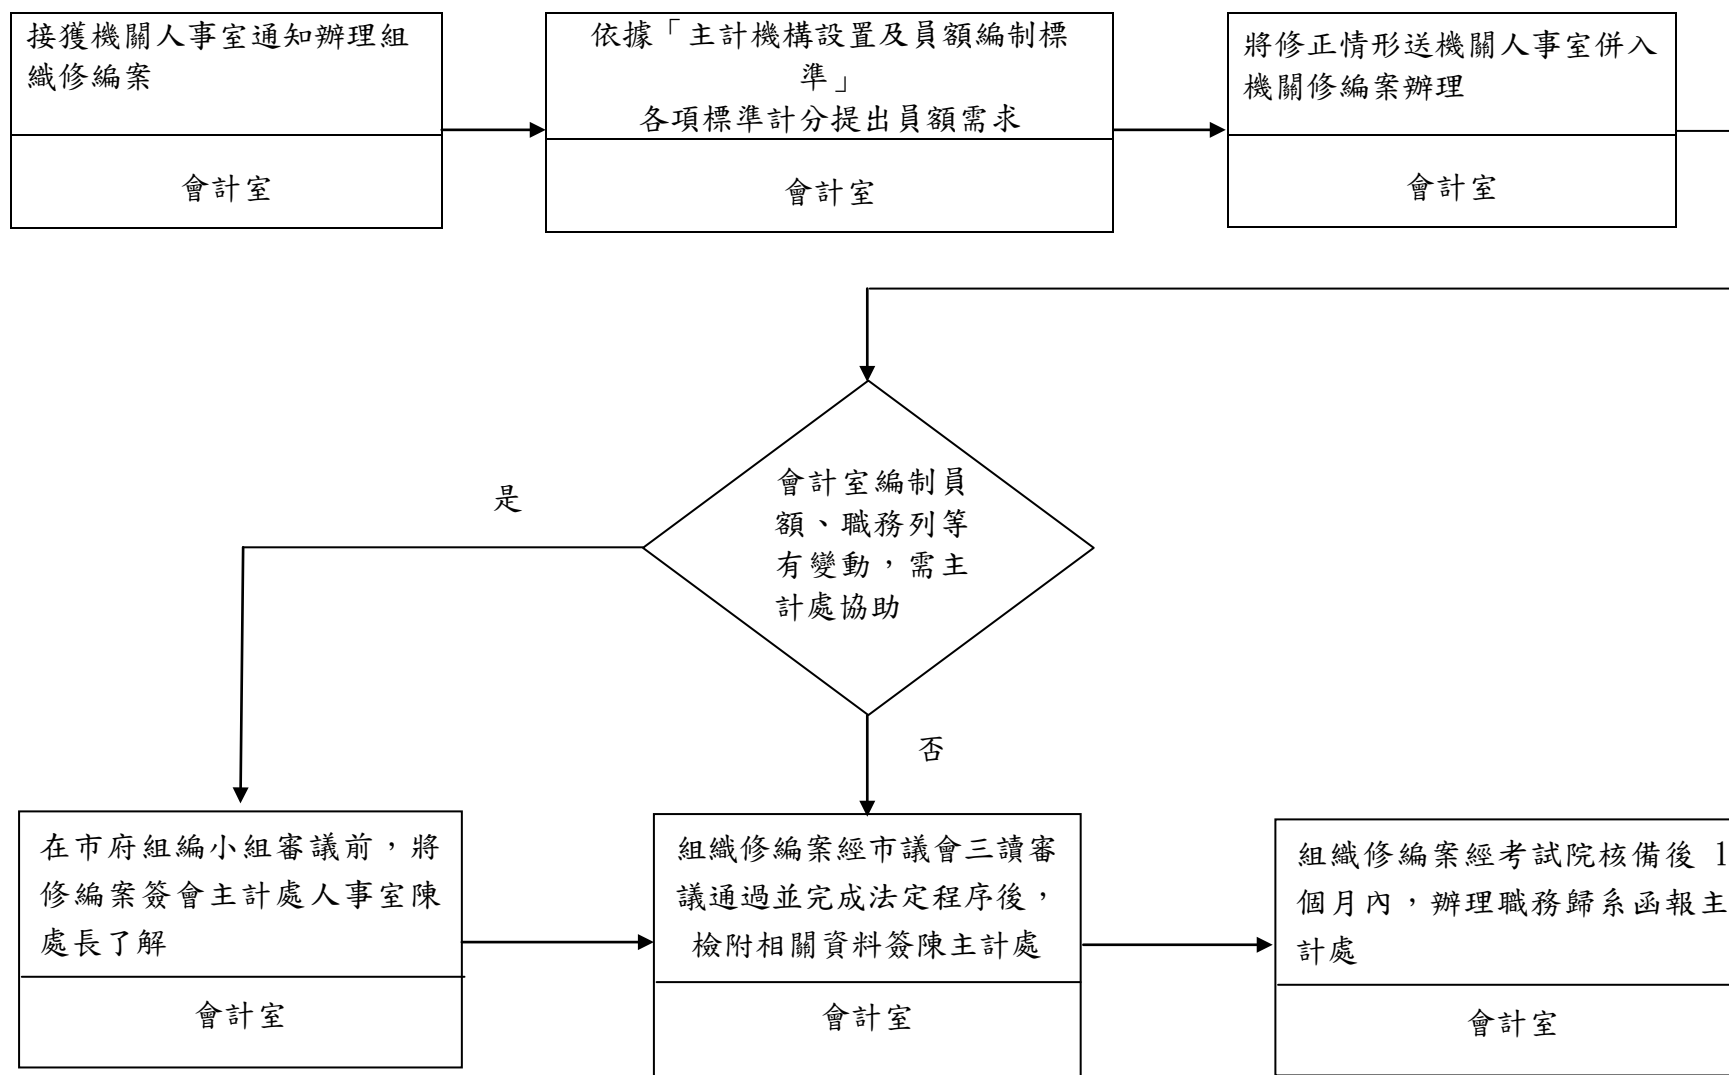 接獲機關人事室通知辦理組
織修編案
會計室
依據「主計機構設置及員額編制標
準」
各項標準計分提出員額需求
會計室
將修正情形送機關人事室併入
機關修編案辦理
會計室
會計室編制員
額、職務列等
有變動，需主
計處協助
是
否
在市府組編小組審議前，將
修編案簽會主計處人事室陳
處長了解
會計室
組織修編案經市議會三讀審
議通過並完成法定程序後，
檢附相關資料簽陳主計處
會計室
組織修編案經考試院核備後 1
個月內，辦理職務歸系函報主
計處
會計室